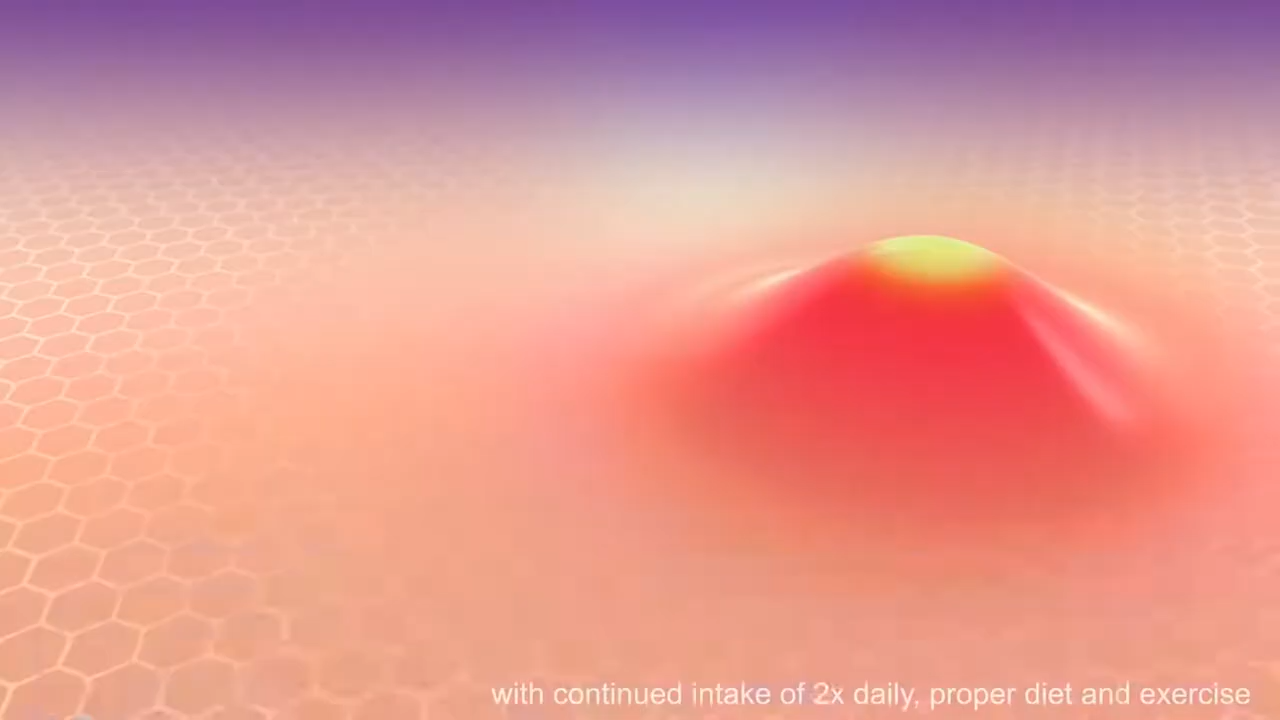 with continued intake of 2x daily, proper diet and exercise